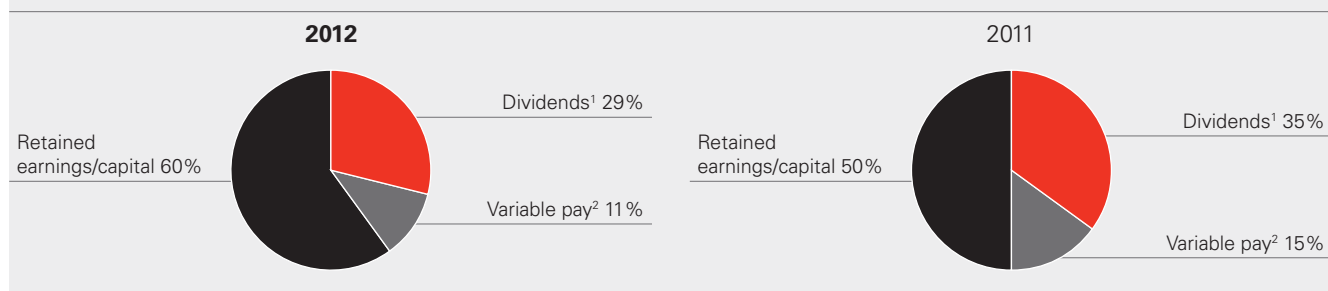 2012
Dividends¹ 29%
Retained
earnings/capital 60%
Variable pay² 11%
2011
Dividends¹ 35%
Retained
earnings/capital 50%
Variable pay² 15%